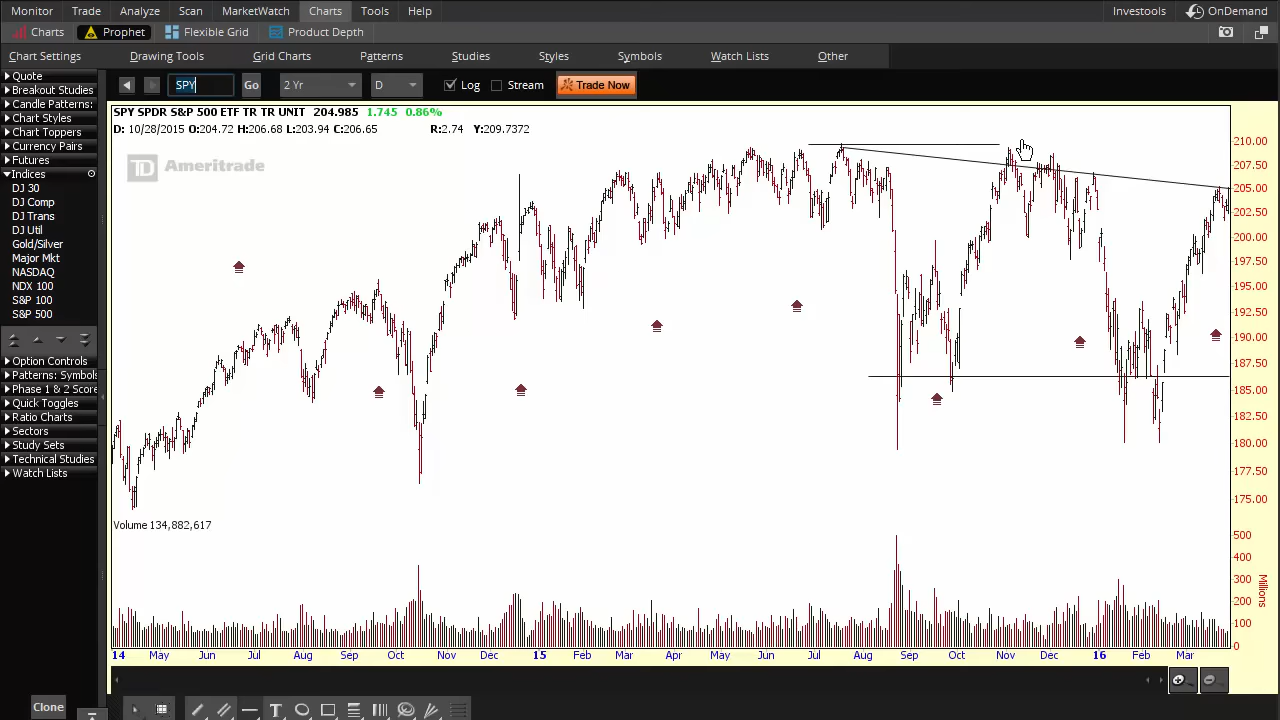 Monitor Trade Analyze Scan MarketWatch Charts Tools Help Investools OnDemand
Charts Prophet Flexible Grid Product Depth
Chart Settings Drawing Tools Grid Charts Patterns Studies Styles Symbols Watch Lists Other
SPY Go 2 Yr D Log Stream Trade Now
Quote
Breakout Studies
Candle Patterns:
Chart Styles
Chart Toppers
Currency Pairs
Futures
Indices
DJ 30
DJ Comp
DJ Trans
DJ Util
Gold/Silver
Major Mkt
NASDAQ
NDX 100
S&P 100
S&P 500
Option Controls
Patterns: Symbols
Phase 1 & 2 Score
Quick Toggles
Ratio Charts
Sectors
Study Sets
Technical Studies
Watch Lists
SPY SPDR S&P 500 ETF TR TR UNIT 204.985 1.745 0.86%
D: 10/28/2015 O:204.72 H:206.68 L:203.94 C:206.65 R:2.74 Y:209.7372
TD Ameritrade
210.00
207.50
205.00
202.50
200.00
197.50
195.00
192.50
190.00
187.50
185.00
182.50
180.00
177.50
175.00
Volume 134,882,617
500
400
300
200
100
0
Millions
14 May Jun Jul Aug Sep Oct Nov Dec 15 Feb Mar Apr May Jun Jul Aug Sep Oct Nov Dec 16 Feb Mar
Clone